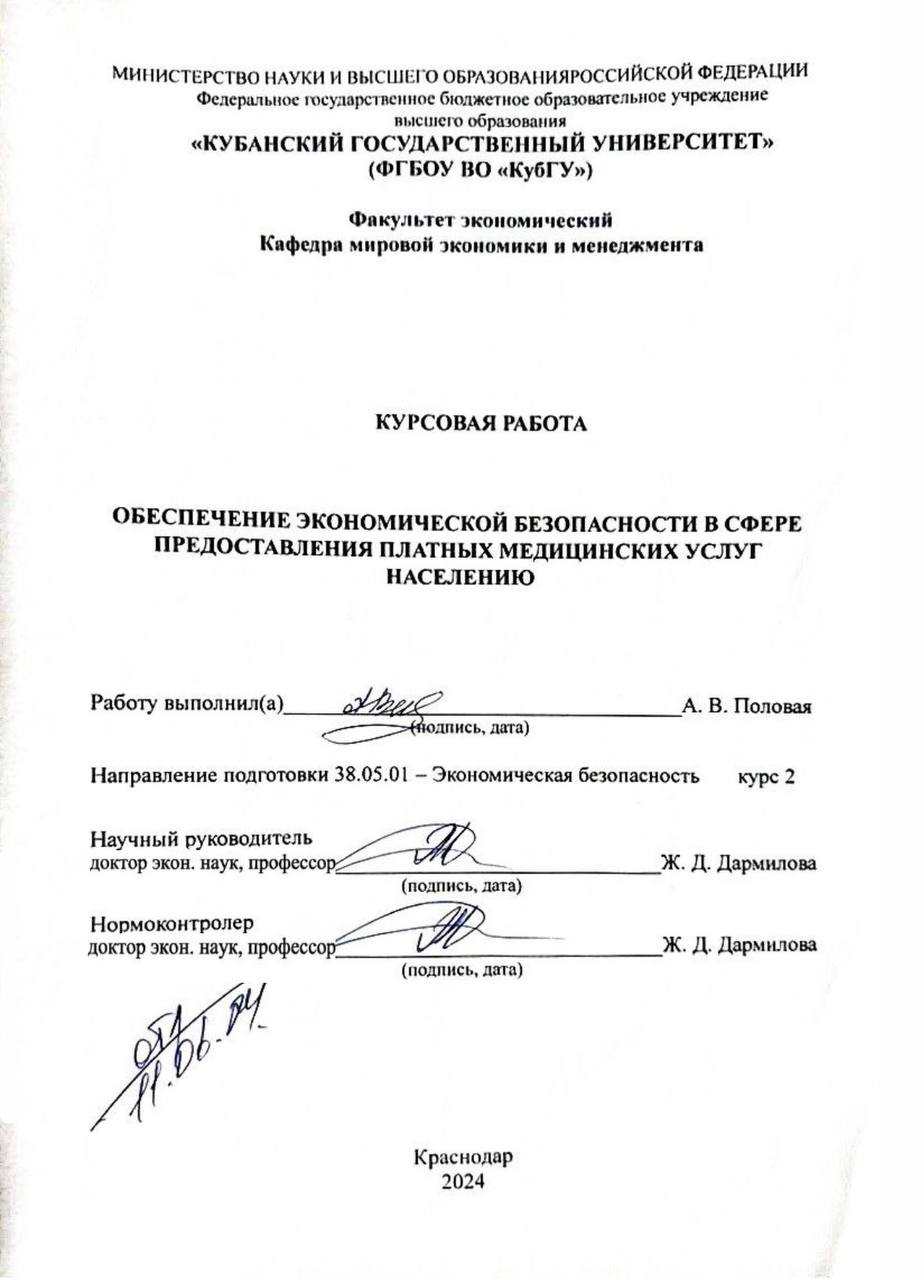 МИНИСТЕРСТВО НАУКИ И ВЫСШЕГО ОБРАЗОВАНИЯРОССИЙСКОЙ ФЕДЕРАЦИИ
Федеральное государственное бюджетное образовательное учреждение
высшего образования
«КУБАНСКИЙ ГОСУДАРСТВЕННЫЙ УНИВЕРСИТЕТ»
(ФГБОУ ВО «КубГУ»)
Факультет экономический
Кафедра мировой экономики и менеджмента
КУРСОВАЯ РАБОТА
ОБЕСПЕЧЕНИЕ ЭКОНОМИЧЕСКОЙ БЕЗОПАСНОСТИ В СФЕРЕ
ПРЕДОСТАВЛЕНИЯ ПЛАТНЫХ МЕДИЦИНСКИХ УСЛУГ
НАСЕЛЕНИЮ
Работу выполнил(а) А. В. Половая
(подпись, дата)
Направление подготовки 38.05.01 – Экономическая безопасность курс 2
Научный руководитель
доктор экон. наук, профессор Ж. Д. Дармилова
(подпись, дата)
Нормоконтролер
доктор экон. наук, профессор Ж. Д. Дармилова
(подпись, дата)
отл
11.06.24.
Краснодар
2024